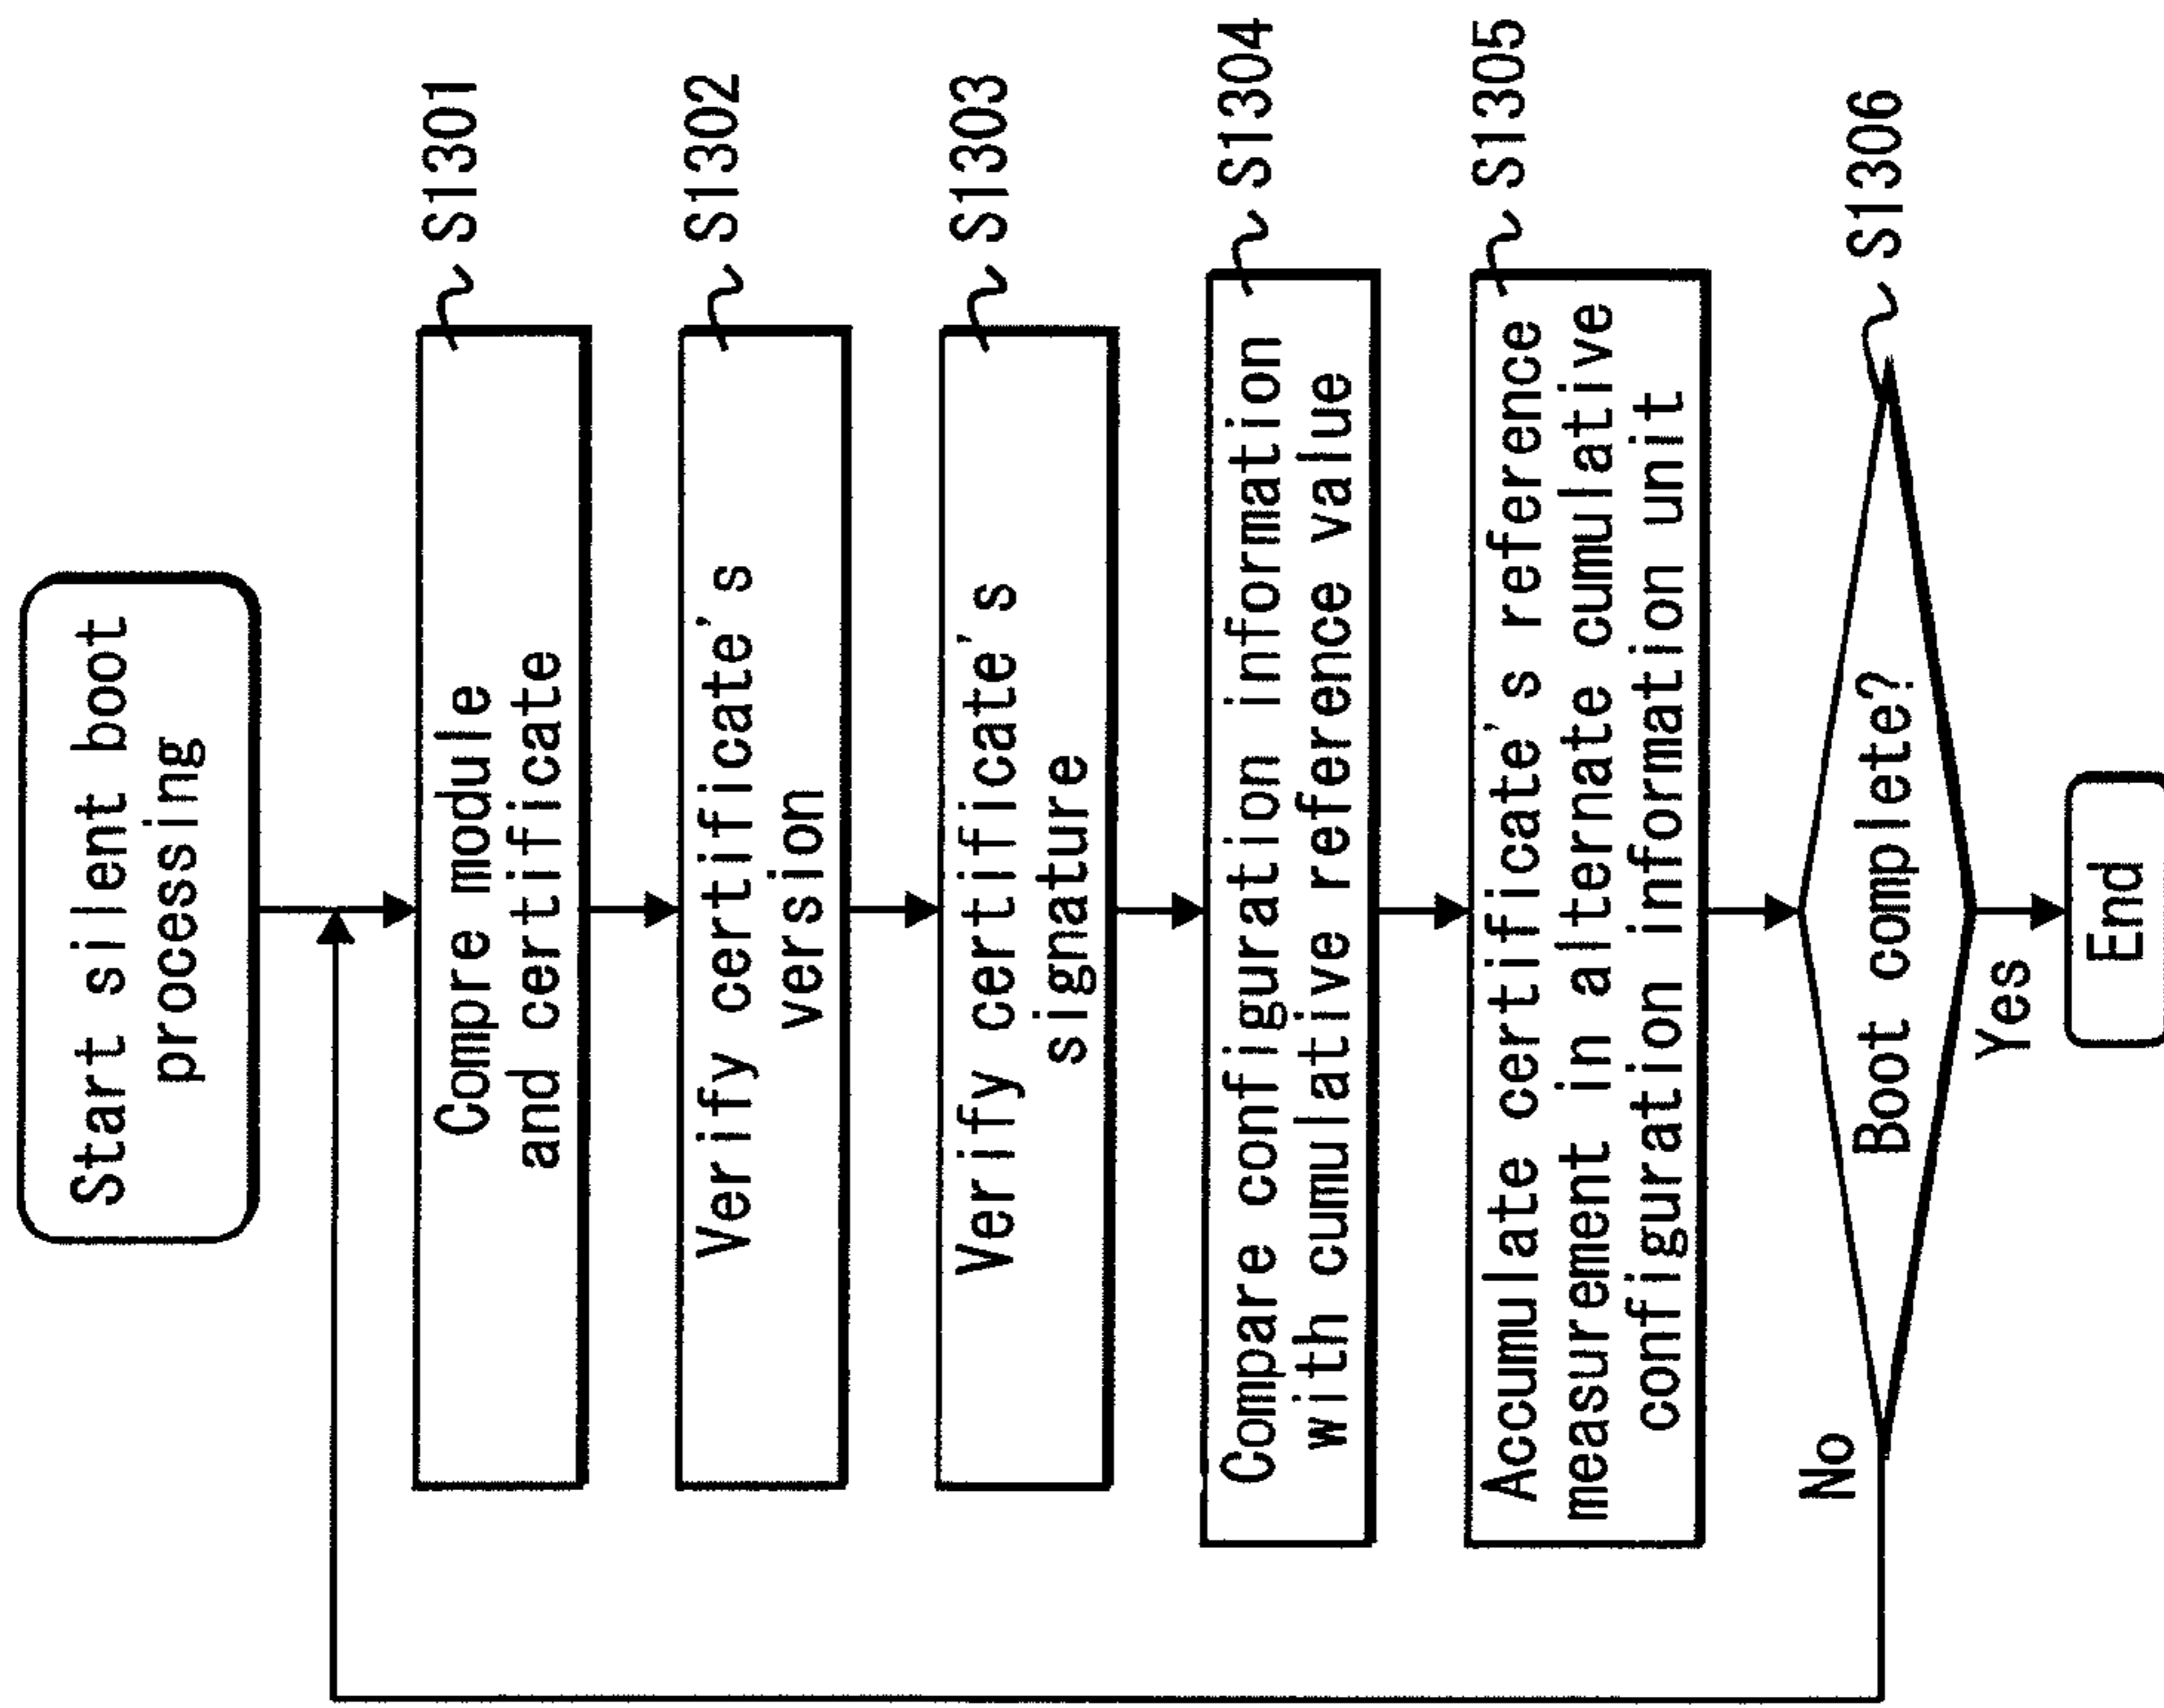 Start silent boot
processing
Compre module
and certificate
S1301
Verify certificate's
version
S1302
Verify certificate's
signature
S1303
Compare configuration information
with cumulative reference value
S1304
Accumulate certificate's reference
measurement in alternate cumulative
configuration information unit
S1305
Boot complete?
S1306
No
Yes
End